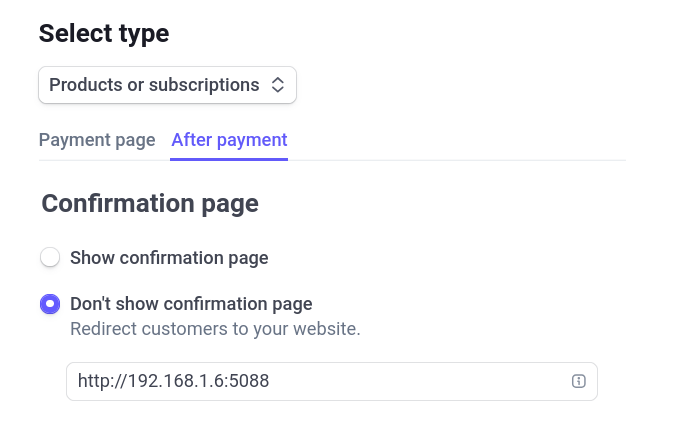 Select type
Products or subscriptions
Payment page After payment
Confirmation page
Show confirmation page
Don't show confirmation page
Redirect customers to your website.
http://192.168.1.6:5088